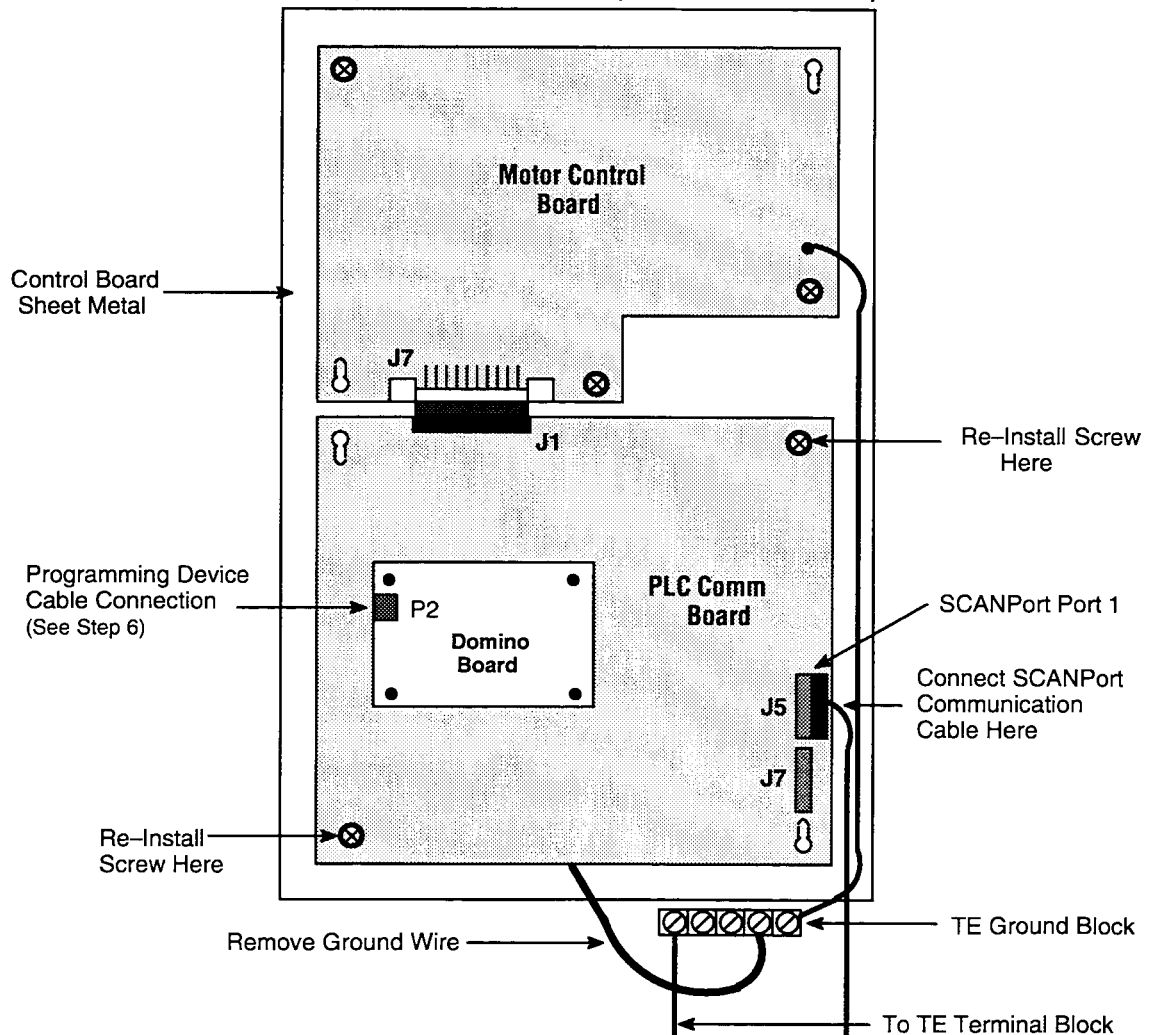 Motor Control
Board
Control Board
Sheet Metal
J7
J1
Re–Install Screw
Here
Programming Device
Cable Connection
(See Step 6)
P2
Domino
Board
PLC Comm
Board
SCANPort Port 1
J5
Connect SCANPort
Communication
Cable Here
J7
Re–Install
Screw Here
Remove Ground Wire
TE Ground Block
To TE Terminal Block